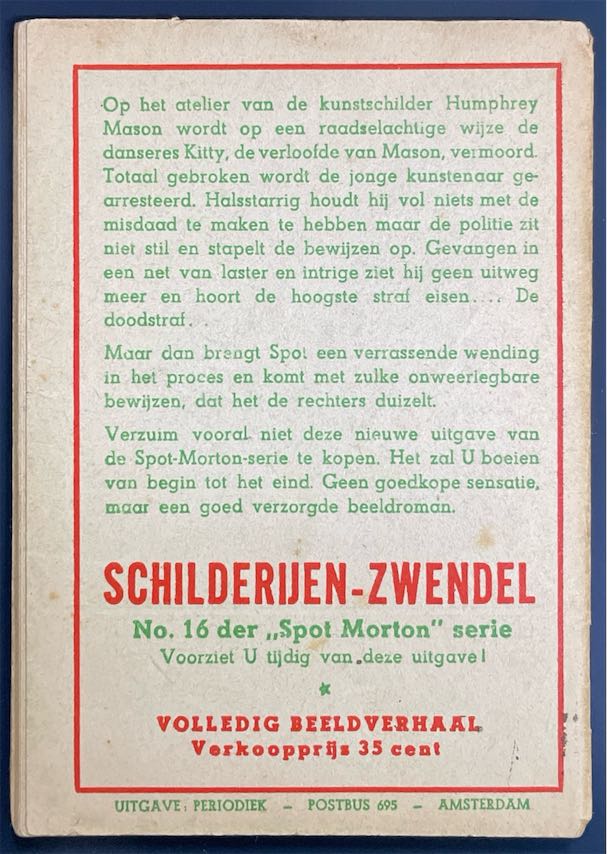 Op het atelier van de kunstschilder Humphrey
Mason wordt op een raadselachtige wijze de
danseres Kitty, de verloofde van Mason, vermoord.
Totaal gebroken wordt de jonge kunstenaar ge-
arresteerd. Halsstarrig houdt hij vol niets met de
misdaad te maken te hebben maar de politie zit
niet stil en stapelt de bewijzen op. Gevangen in
een net van laster en intrige ziet hij geen uitweg
meer en hoort de hoogste straf eisen.... De
doodstraf..
Maar dan brengt Spot een verrassende wending
in het proces en komt met zulke onweerlegbare
bewijzen, dat het de rechters duizelt.
Verzuim vooral niet deze nieuwe uitgave van
de Spot-Morton-serie te kopen. Het zal U boeien
van begin tot het eind. Geen goedkope sensatie,
maar een goed verzorgde beeldroman.
SCHILDERIJEN-ZWENDEL
No. 16 der „Spot Morton" serie
Voorziet U tijdig van deze uitgave!
VOLLEDIG BEELDVERHAAL
Verkoopprijs 35 cent
UITGAVE: PERIODIEK – POSTBUS 695 – AMSTERDAM